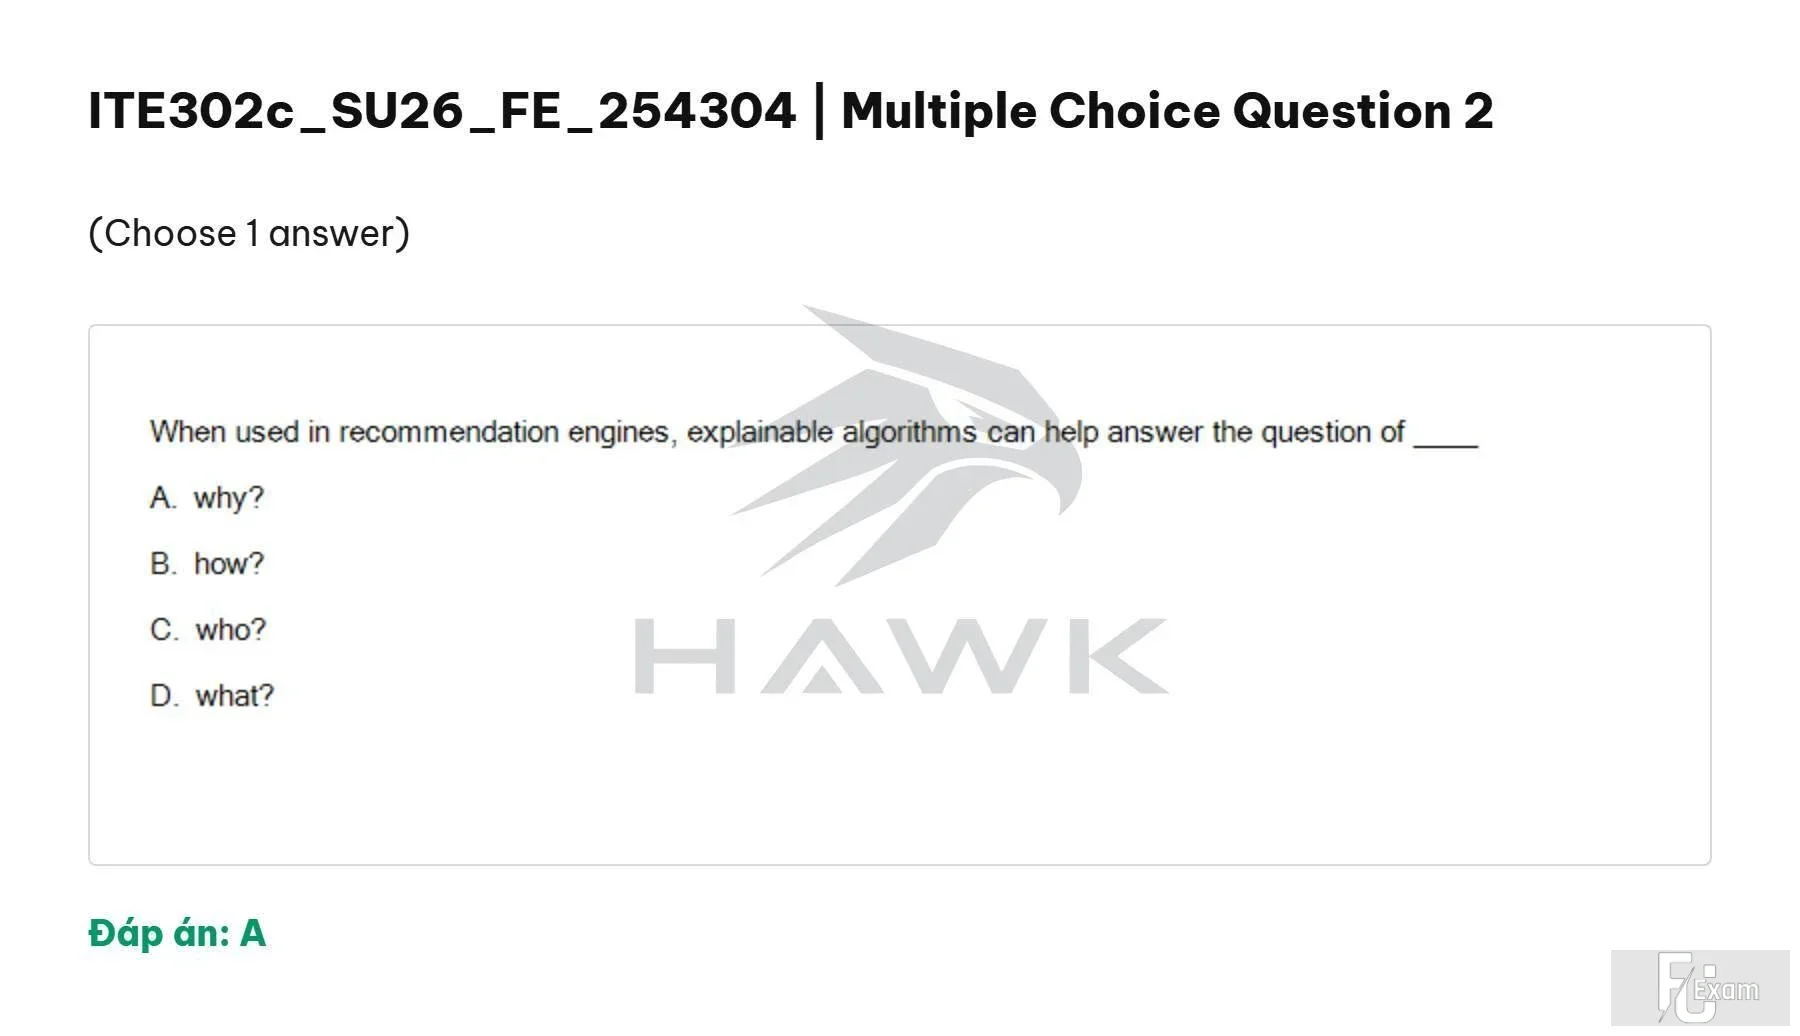 ITE302c_SU26_FE_254304 | Multiple Choice Question 2
(Choose 1 answer)
When used in recommendation engines, explainable algorithms can help answer the question of ____
A. why?
B. how?
C. who?
D. what?
HAWK
Đáp án: A
FU Exam